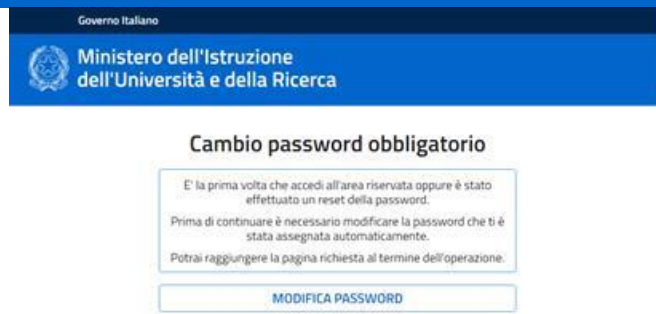 Governo Italiano
Ministero dell'Istruzione
dell'Università e della Ricerca
Cambio password obbligatorio
E' la prima volta che accedi all'area riservata oppure è stato
effettuato un reset della password.
Prima di continuare è necessario modificare la password che ti è
stata assegnata automaticamente.
Potrai raggiungere la pagina richiesta al termine dell'operazione.
MODIFICA PASSWORD